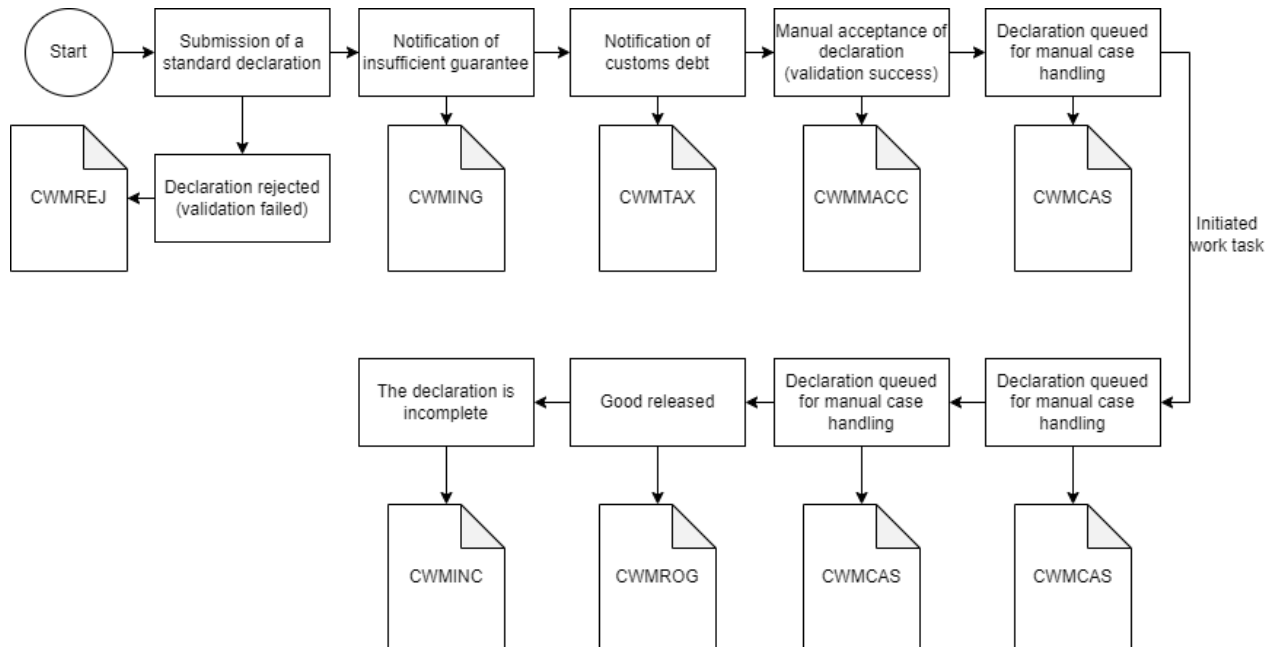 Start
Submission of a
standard declaration
Notification of
insufficient guarantee
Notification of
customs debt
Manual acceptance of
declaration
(validation success)
Declaration queued
for manual case
handling
CWMREJ
Declaration rejected
(validation failed)
CWMING
CWMTAX
CWMMACC
CWMCAS
Initiated
work task
The declaration is
incomplete
Good released
Declaration queued
for manual case
handling
Declaration queued
for manual case
handling
CWMINC
CWMROG
CWMCAS
CWMCAS